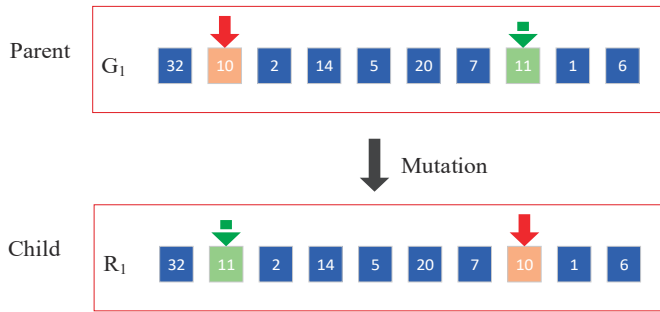 Parent
G₁ 32 10 2 14 5 20 7 11 1 6
Mutation
Child
R₁ 32 11 2 14 5 20 7 10 1 6